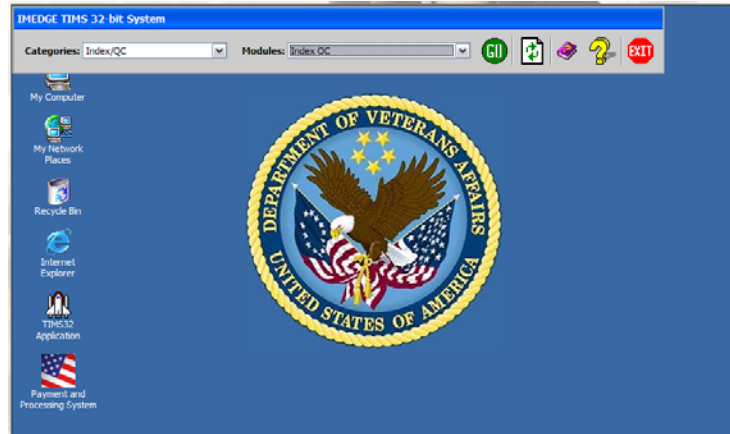 IMEDGE TIMS 32-bit System
Categories: Index/QC Modules: Index QC GO EXIT
My Computer
My Network
Places
Recycle Bin
Internet
Explorer
TIMS32
Application
Payment and
Processing System
DEPARTMENT OF VETERANS AFFAIRS
UNITED STATES OF AMERICA